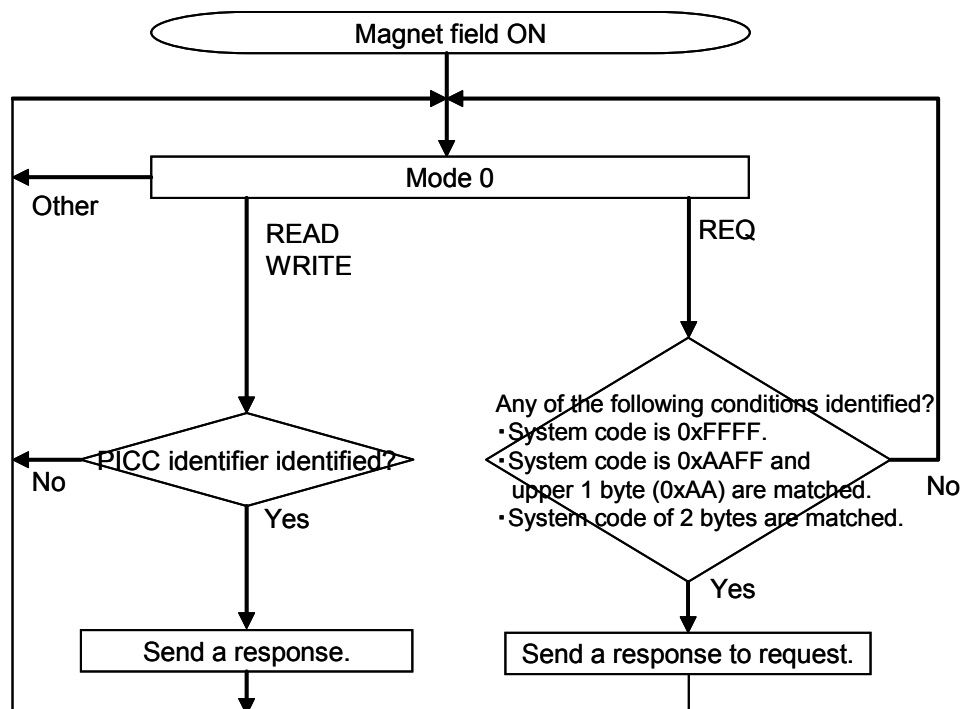 Magnet field ON
Mode 0
Other
READ
WRITE
REQ
Any of the following conditions identified?
・System code is 0xFFFF.
・System code is 0xAAFF and
upper 1 byte (0xAA) are matched.
・System code of 2 bytes are matched.
PICC identifier identified?
No
No
Yes
Yes
Send a response.
Send a response to request.